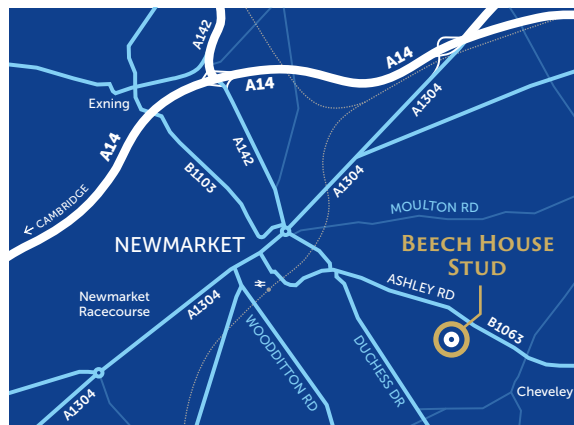 A142
A14
A14
A14
Exning
A14
A1304
B1103
A142
A1304
← CAMBRIDGE
MOULTON RD
NEWMARKET
BEECH HOUSE
STUD
ASHLEY RD
Newmarket
Racecourse
A1304
B1063
WOODDITTON RD
DUCHESS DR
Cheveley
A1304